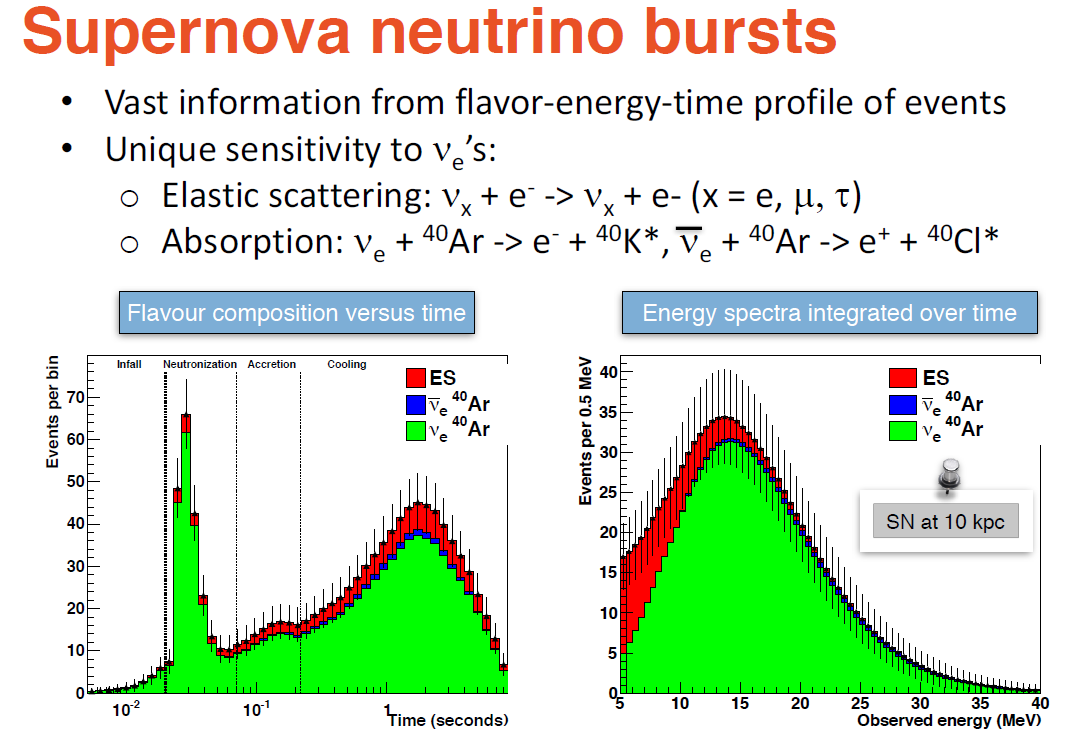 Supernova neutrino bursts
• Vast information from flavor-energy-time profile of events
• Unique sensitivity to νe's:
o Elastic scattering: νx + e- -> νx + e- (x = e, μ, τ)
o Absorption: νe + 40Ar -> e- + 40K*, ν̅e + 40Ar -> e+ + 40Cl*
Flavour composition versus time
Energy spectra integrated over time
Events per bin
Infall Neutronization Accretion Cooling
ES
ν̅e 40Ar
νe 40Ar
70
60
50
40
30
20
10
0
10-2 10-1 1
Time (seconds)
Events per 0.5 MeV
ES
ν̅e 40Ar
νe 40Ar
SN at 10 kpc
40
35
30
25
20
15
10
5
0
5 10 15 20 25 30 35 40
Observed energy (MeV)